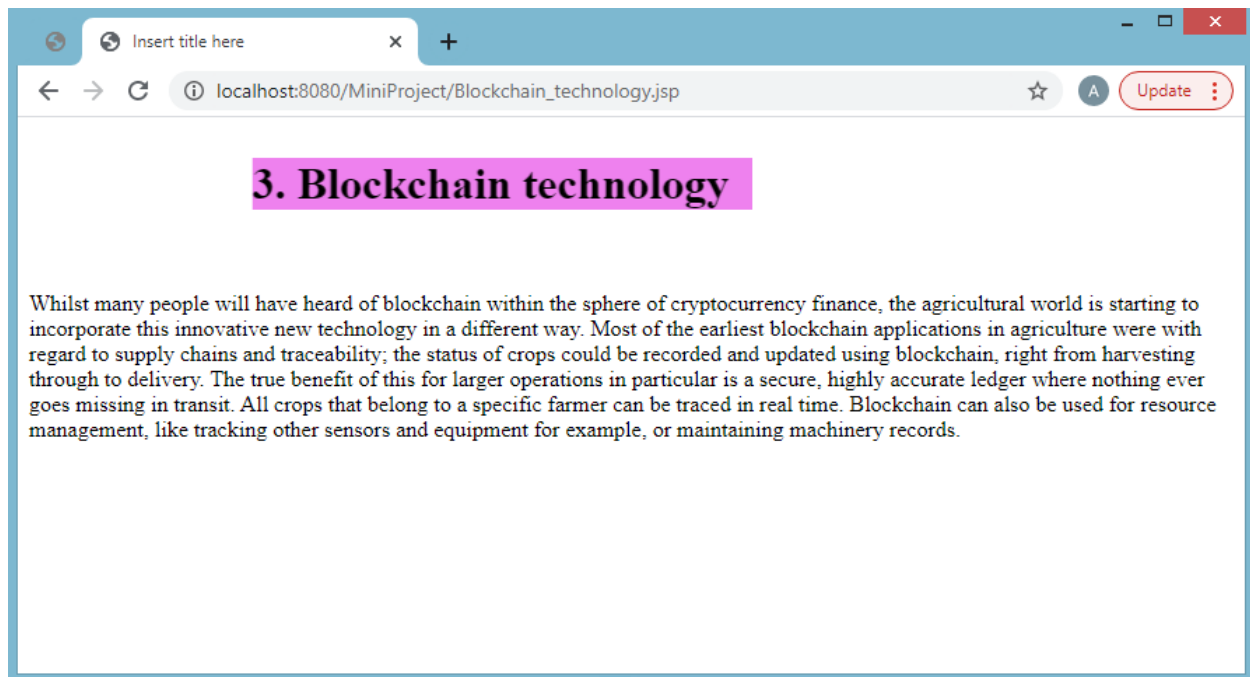 Insert title here
localhost:8080/MiniProject/Blockchain_technology.jsp
A
Update
3. Blockchain technology
Whilst many people will have heard of blockchain within the sphere of cryptocurrency finance, the agricultural world is starting to
incorporate this innovative new technology in a different way. Most of the earliest blockchain applications in agriculture were with
regard to supply chains and traceability; the status of crops could be recorded and updated using blockchain, right from harvesting
through to delivery. The true benefit of this for larger operations in particular is a secure, highly accurate ledger where nothing ever
goes missing in transit. All crops that belong to a specific farmer can be traced in real time. Blockchain can also be used for resource
management, like tracking other sensors and equipment for example, or maintaining machinery records.